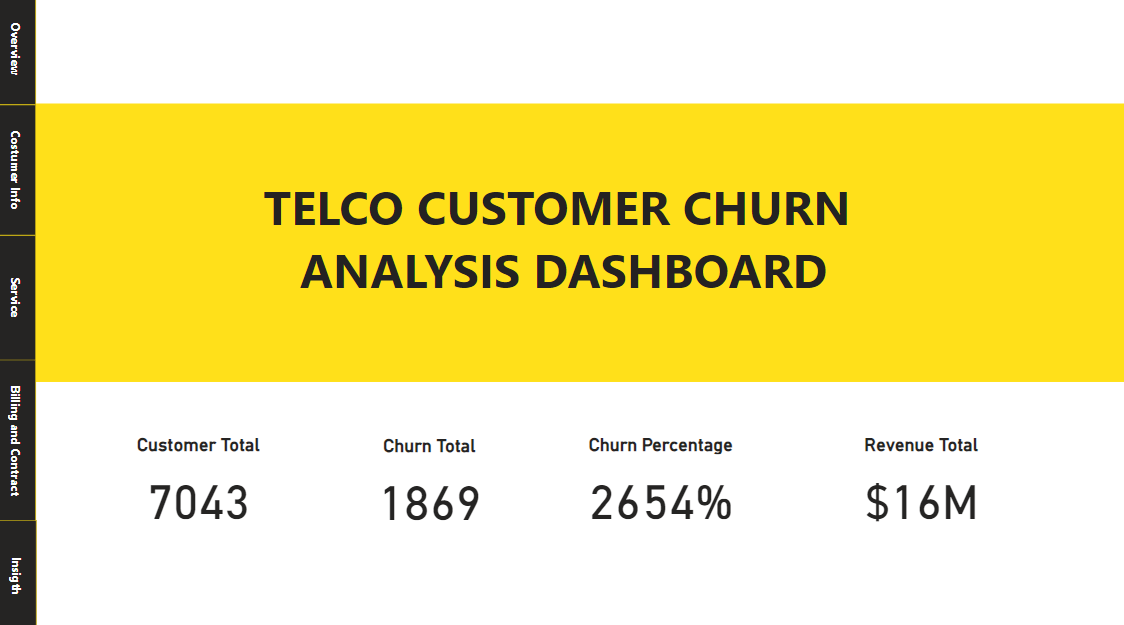 Overview
Costumer Info
Service
Billing and Contract
Insigth
TELCO CUSTOMER CHURN
ANALYSIS DASHBOARD
Customer Total
Churn Total
Churn Percentage
Revenue Total
7043
1869
2654%
$16M